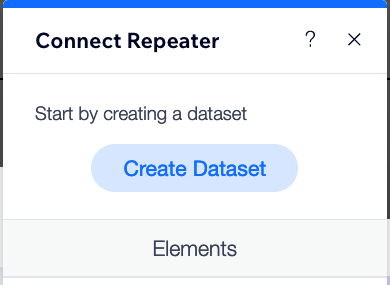 Connect Repeater ?
Start by creating a dataset
Create Dataset
Elements